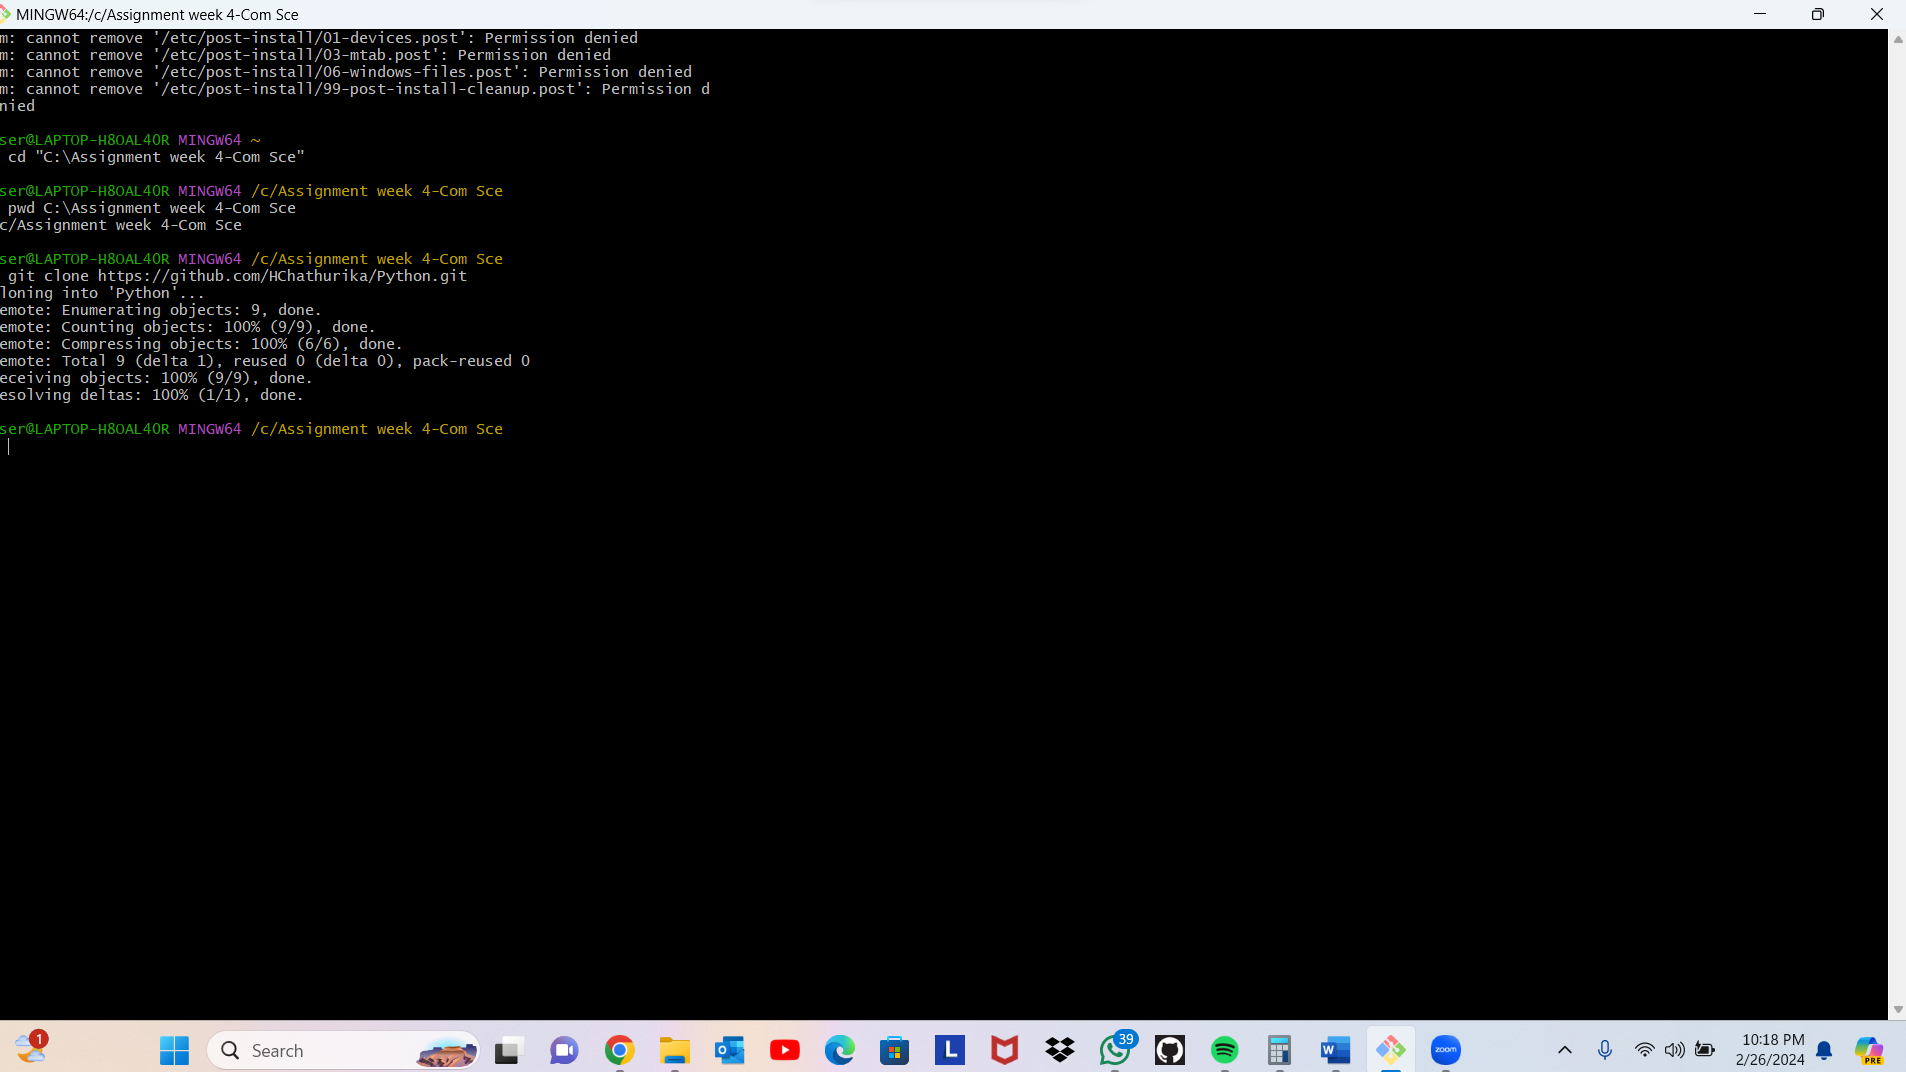 MINGW64:/c/Assignment week 4-Com Sce
m: cannot remove '/etc/post-install/01-devices.post': Permission denied
m: cannot remove '/etc/post-install/03-mtab.post': Permission denied
m: cannot remove '/etc/post-install/06-windows-files.post': Permission denied
m: cannot remove '/etc/post-install/99-post-install-cleanup.post': Permission d
nied
ser@LAPTOP-H8OAL4OR MINGW64 ~
cd "C:\Assignment week 4-Com Sce"
ser@LAPTOP-H8OAL4OR MINGW64 /c/Assignment week 4-Com Sce
pwd C:\Assignment week 4-Com Sce
c/Assignment week 4-Com Sce
ser@LAPTOP-H8OAL4OR MINGW64 /c/Assignment week 4-Com Sce
git clone https://github.com/HChathurika/Python.git
loning into 'Python'...
emote: Enumerating objects: 9, done.
emote: Counting objects: 100% (9/9), done.
emote: Compressing objects: 100% (6/6), done.
emote: Total 9 (delta 1), reused 0 (delta 0), pack-reused 0
eceiving objects: 100% (9/9), done.
esolving deltas: 100% (1/1), done.
ser@LAPTOP-H8OAL4OR MINGW64 /c/Assignment week 4-Com Sce
1
Search
L
39
W
zoom
10:18 PM
2/26/2024
PRE